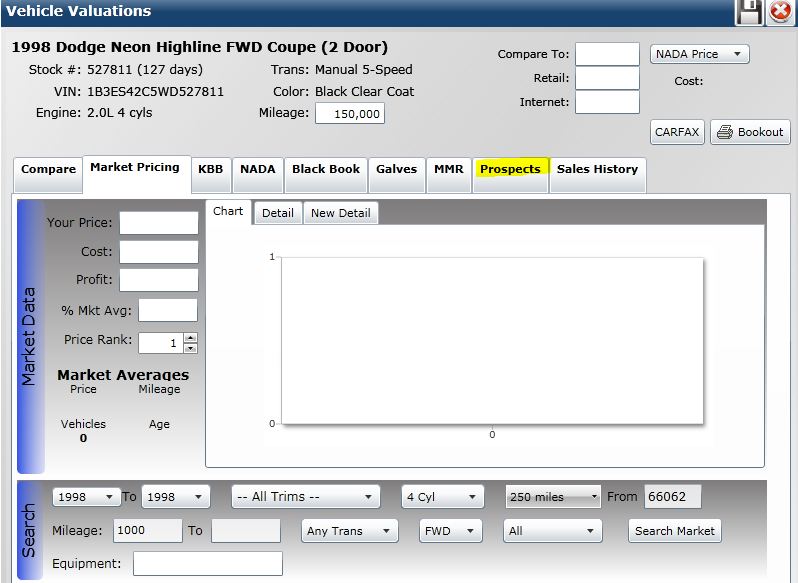 Vehicle Valuations
1998 Dodge Neon Highline FWD Coupe (2 Door)
Stock #: 527811 (127 days) Trans: Manual 5-Speed
VIN: 1B3ES42C5WD527811 Color: Black Clear Coat
Engine: 2.0L 4 cyls Mileage: 150,000
Compare To: NADA Price
Retail: Cost:
Internet:
CARFAX Bookout
Compare Market Pricing KBB NADA Black Book Galves MMR Prospects Sales History
Market Data
Your Price:
Cost:
Profit:
% Mkt Avg:
Price Rank: 1
Market Averages
Price Mileage
Vehicles Age
0
Chart Detail New Detail
1
0
0
Search
1998 To 1998 -- All Trims -- 4 Cyl 250 miles From 66062
Mileage: 1000 To Any Trans FWD All Search Market
Equipment: